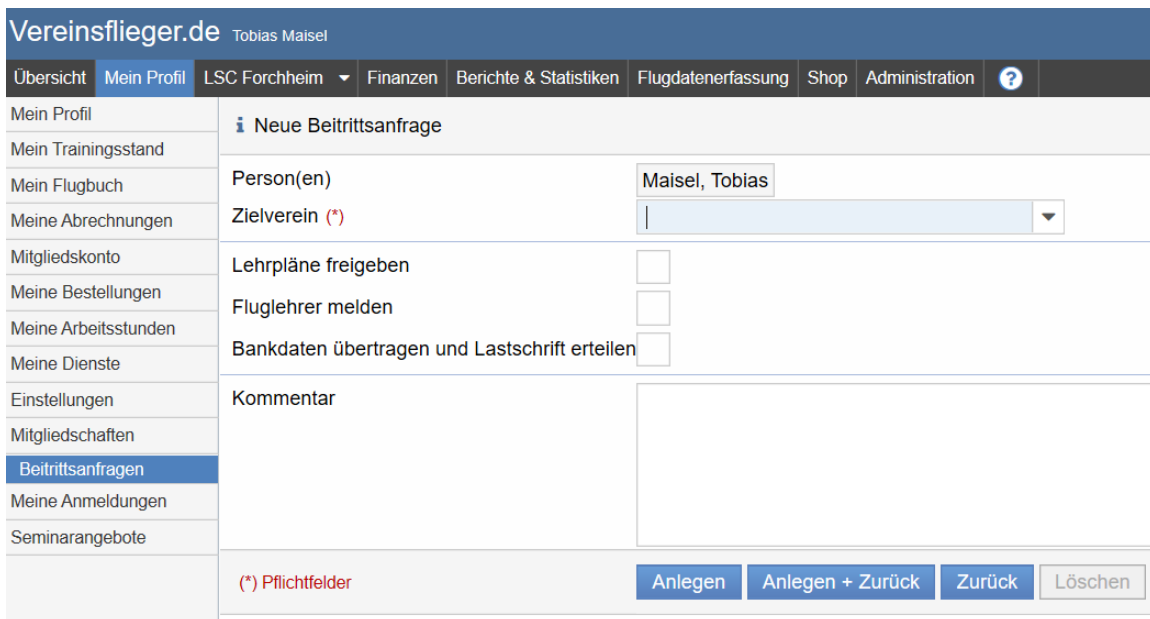 Vereinsflieger.de Tobias Maisel
Übersicht Mein Profil LSC Forchheim Finanzen Berichte & Statistiken Flugdatenerfassung Shop Administration ?
Mein Profil
Mein Trainingsstand
Mein Flugbuch
Meine Abrechnungen
Mitgliedskonto
Meine Bestellungen
Meine Arbeitsstunden
Meine Dienste
Einstellungen
Mitgliedschaften
Beitrittsanfragen
Meine Anmeldungen
Seminarangebote
i Neue Beitrittsanfrage
Person(en) Maisel, Tobias
Zielverein (*)
Lehrpläne freigeben
Fluglehrer melden
Bankdaten übertragen und Lastschrift erteilen
Kommentar
(*) Pflichtfelder Anlegen Anlegen + Zurück Zurück Löschen